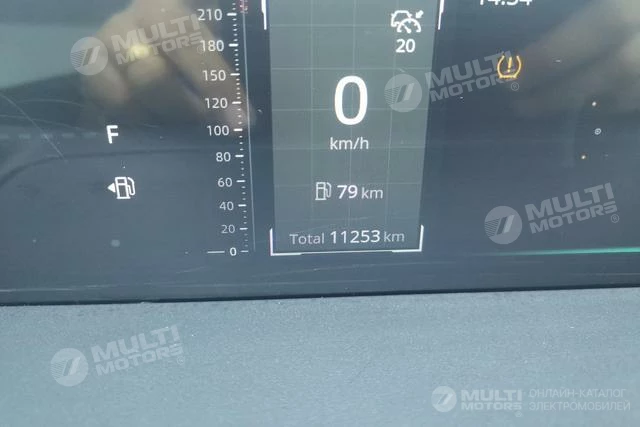 210
180
150
120
100
80
60
40
20
0
F
20
0
km/h
79 km
Total 11253 km
MULTI
MOTORS
MULTI
MOTORS
MULTI
MOTORS
MULTI
MOTORS
MULTI
MOTORS
ОНЛАЙН-КАТАЛОГ
ЭЛЕКТРОМОБИЛЕЙ